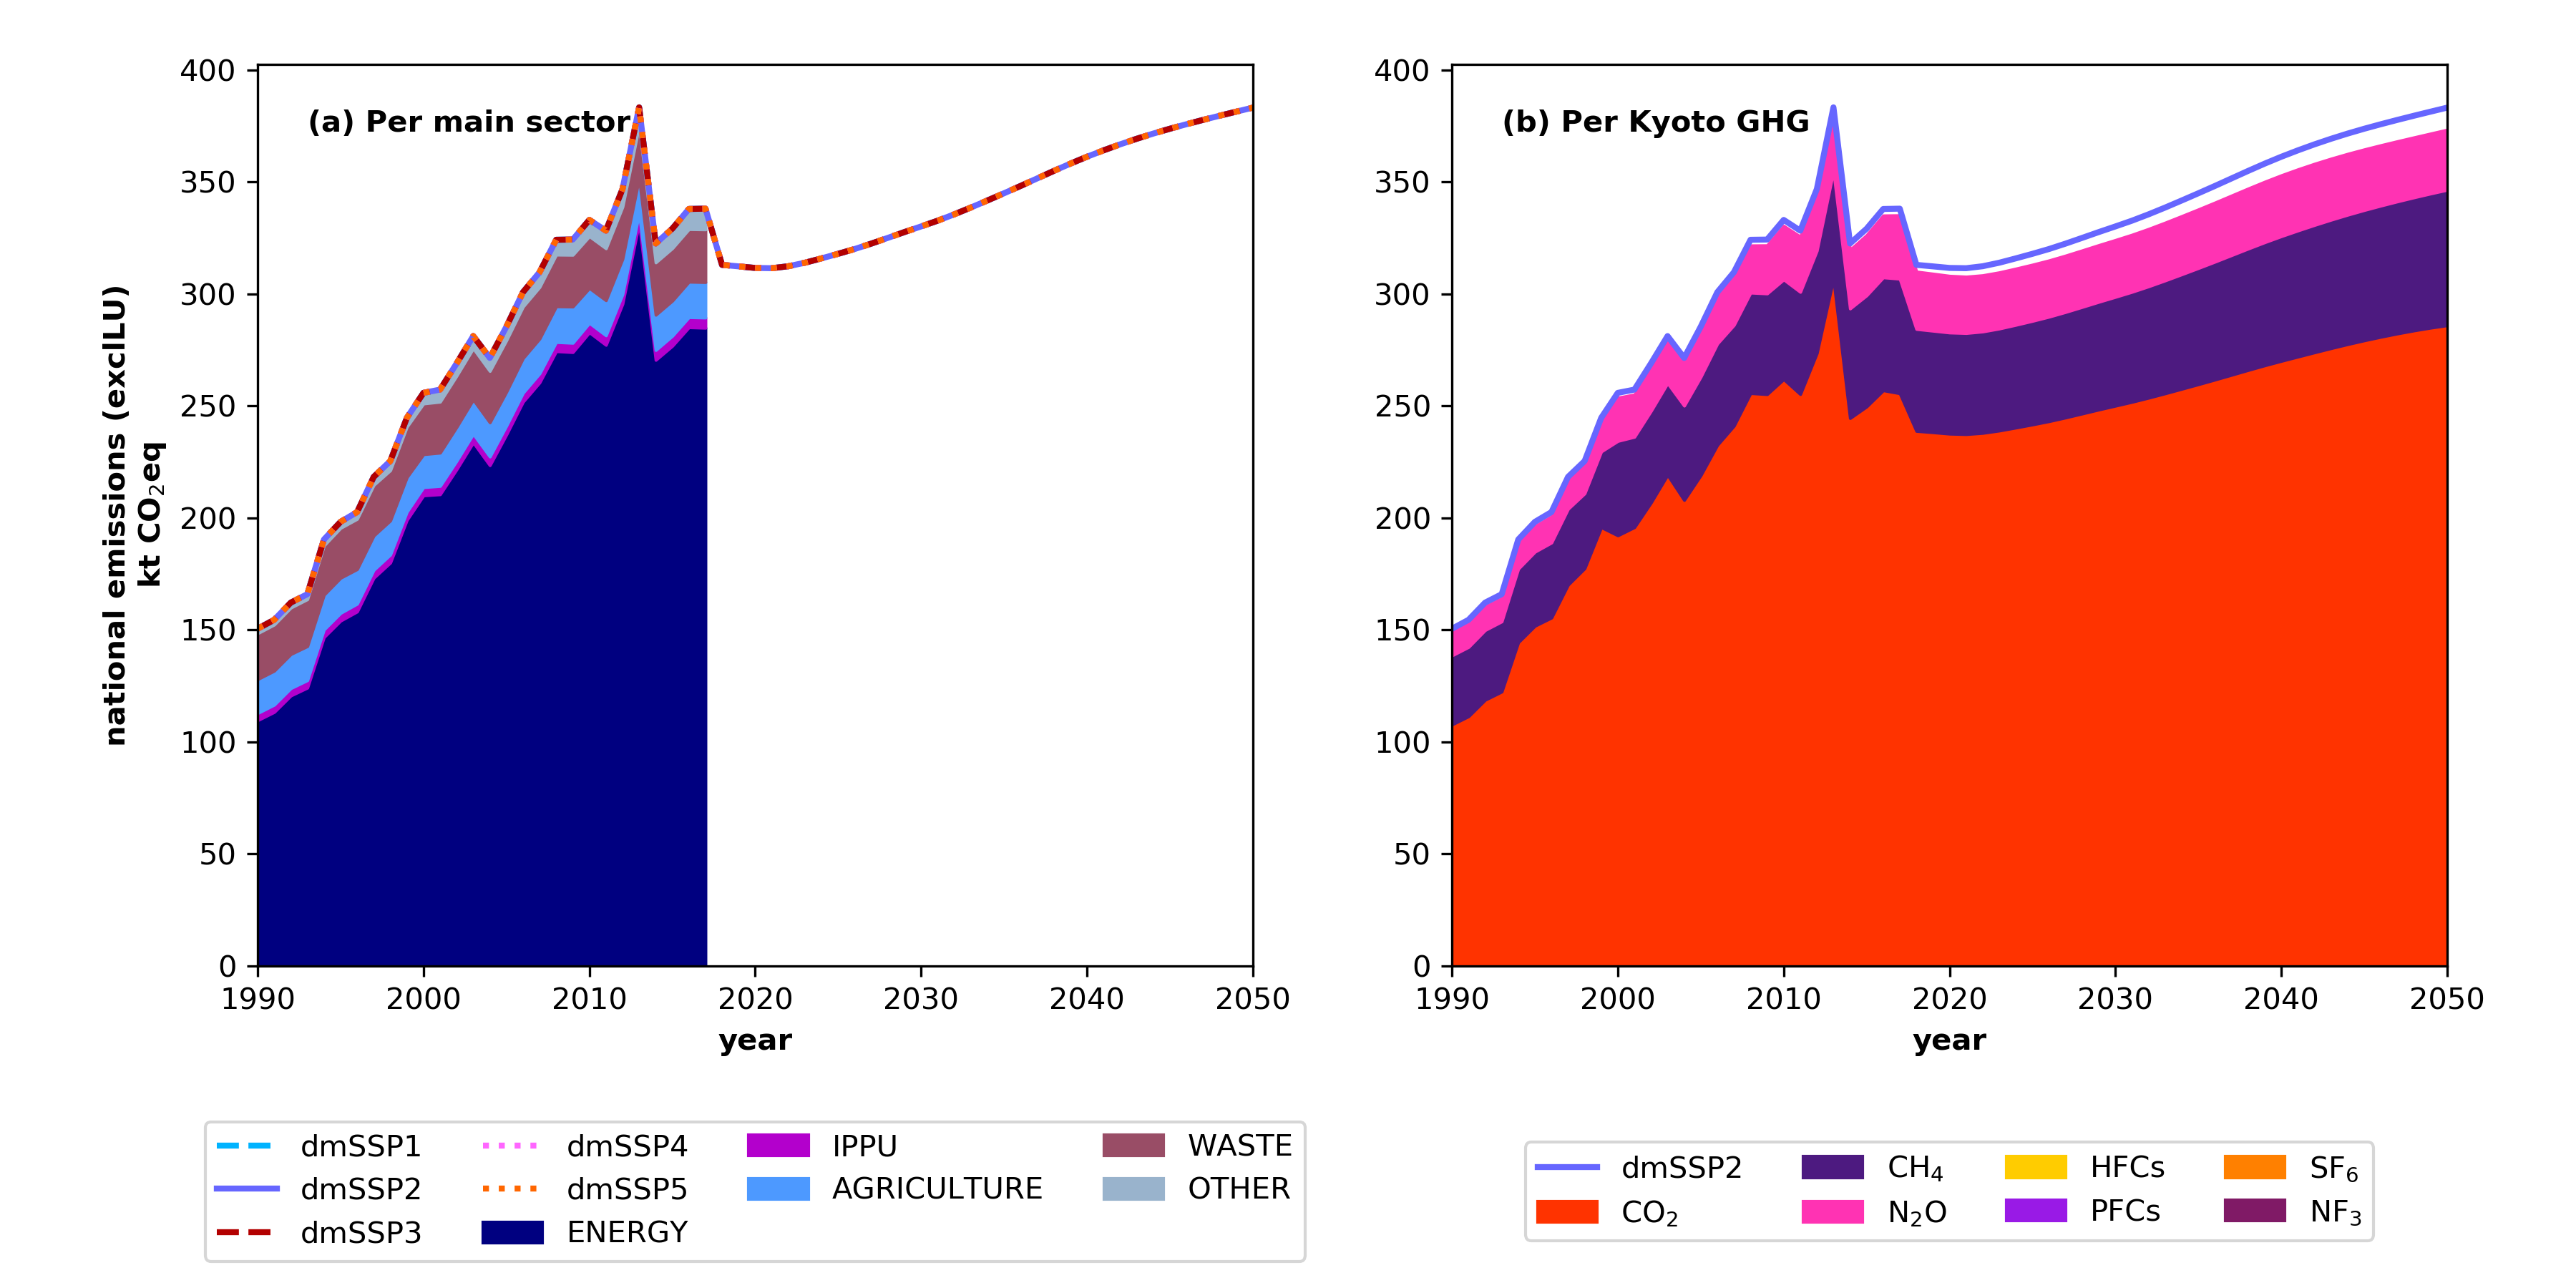 national emissions (exclLU)
kt CO₂eq
400
350
300
250
200
150
100
50
0
(a) Per main sector
1990 2000 2010 2020 2030 2040 2050
year
400
350
300
250
200
150
100
50
0
(b) Per Kyoto GHG
1990 2000 2010 2020 2030 2040 2050
year
dmSSP1 dmSSP4 IPPU WASTE
dmSSP2 dmSSP5 AGRICULTURE OTHER
dmSSP3 ENERGY
dmSSP2 CH₄ HFCs SF₆
CO₂ N₂O PFCs NF₃